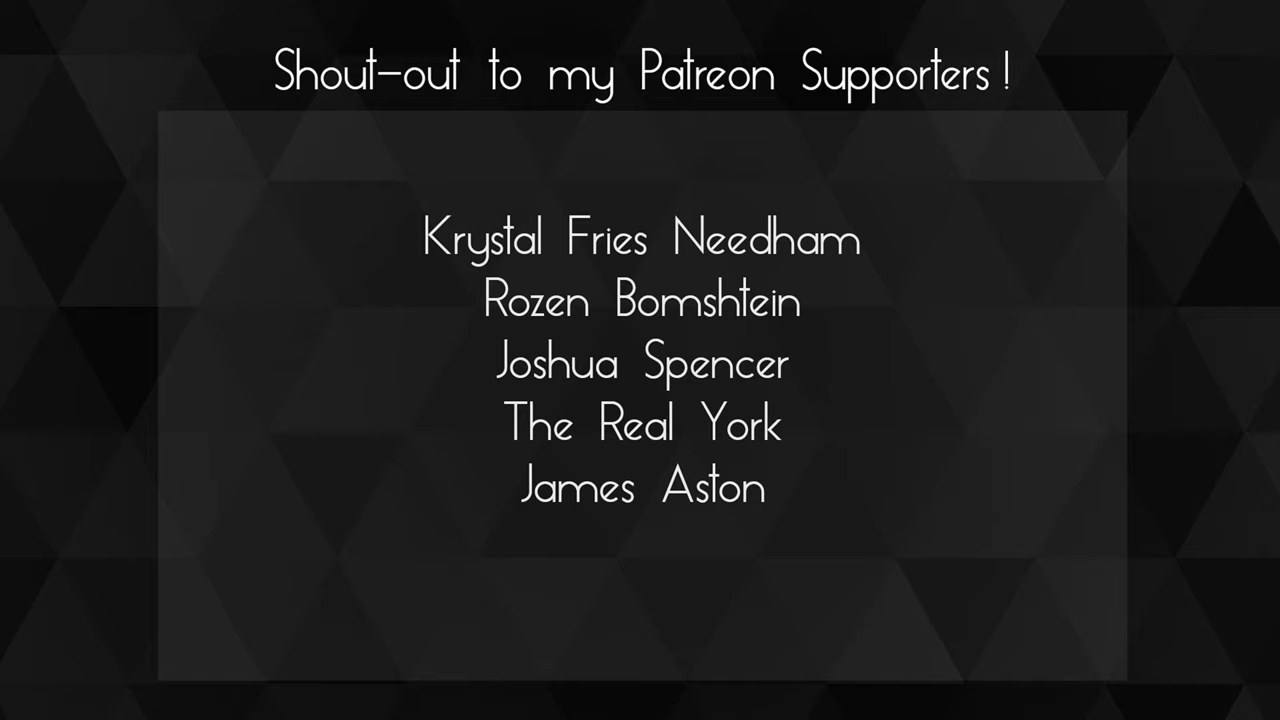 Shout-out to my Patreon Supporters!
Krystal Fries Needham
Rozen Bomshtein
Joshua Spencer
The Real York
James Aston